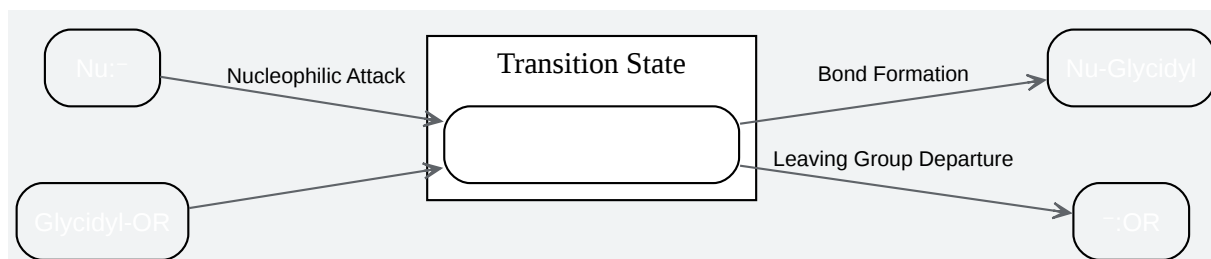 Nu:⁻
Nucleophilic Attack
Transition State
Bond Formation
Nu-Glycidyl
Glycidyl-OR
Leaving Group Departure
⁻:OR